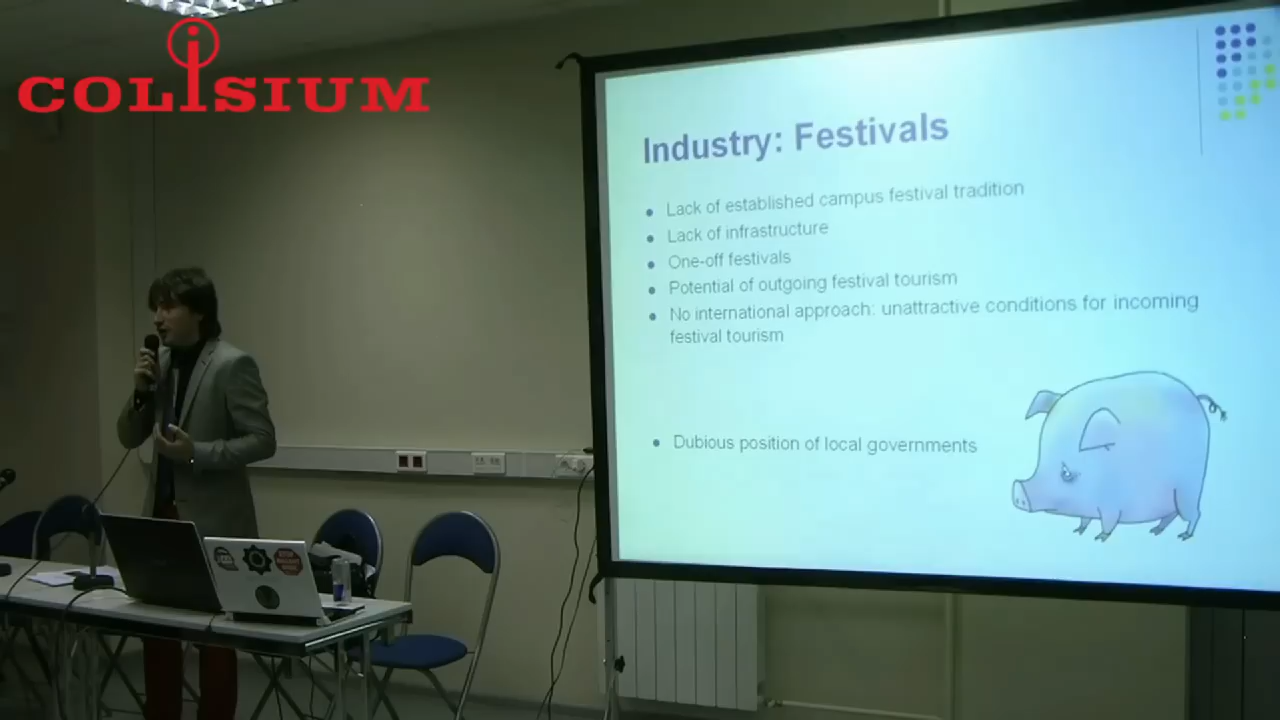 COLISIUM
Industry: Festivals
Lack of established campus festival tradition
Lack of infrastructure
One-off festivals
Potential of outgoing festival tourism
No international approach: unattractive conditions for incoming
festival tourism
Dubious position of local governments